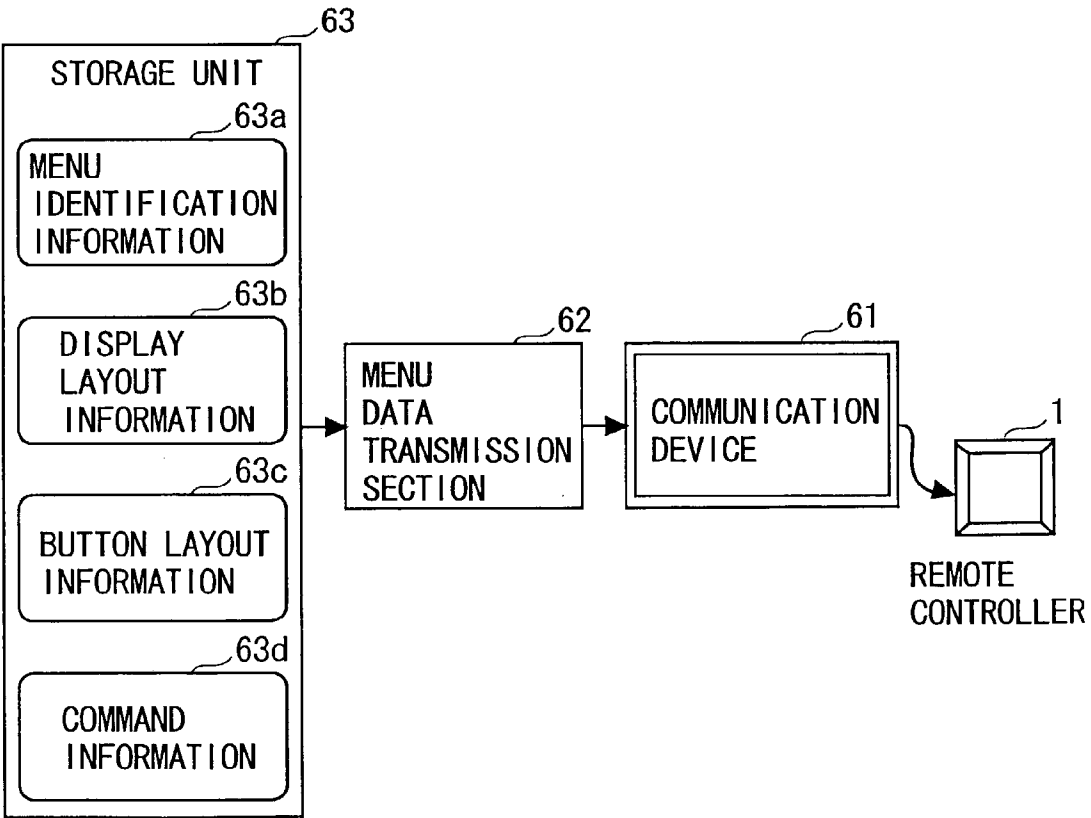 63
STORAGE UNIT
63a
MENU
IDENTIFICATION
INFORMATION
63b
DISPLAY
LAYOUT
INFORMATION
63c
BUTTON LAYOUT
INFORMATION
63d
COMMAND
INFORMATION
62
MENU
DATA
TRANSMISSION
SECTION
61
COMMUNICATION
DEVICE
1
REMOTE
CONTROLLER